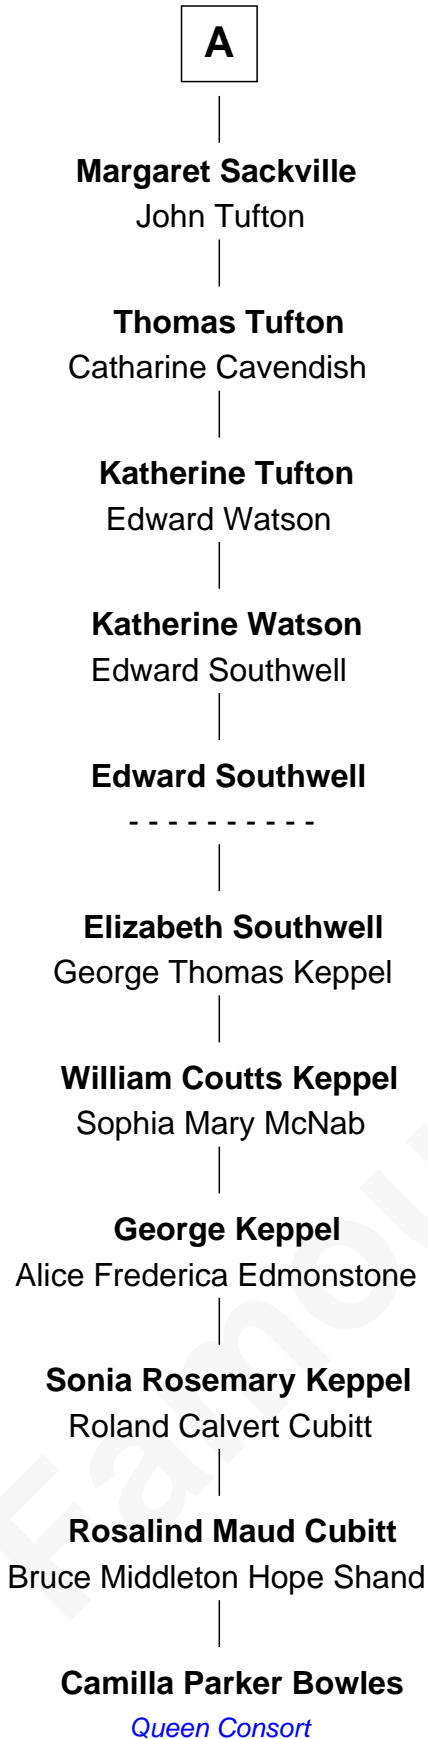 A
Margaret Sackville
John Tufton
Thomas Tufton
Catharine Cavendish
Katherine Tufton
Edward Watson
Katherine Watson
Edward Southwell
Edward Southwell
- - - - - - - - - -
Elizabeth Southwell
George Thomas Keppel
William Coutts Keppel
Sophia Mary McNab
George Keppel
Alice Frederica Edmonstone
Sonia Rosemary Keppel
Roland Calvert Cubitt
Rosalind Maud Cubitt
Bruce Middleton Hope Shand
Camilla Parker Bowles
Queen Consort